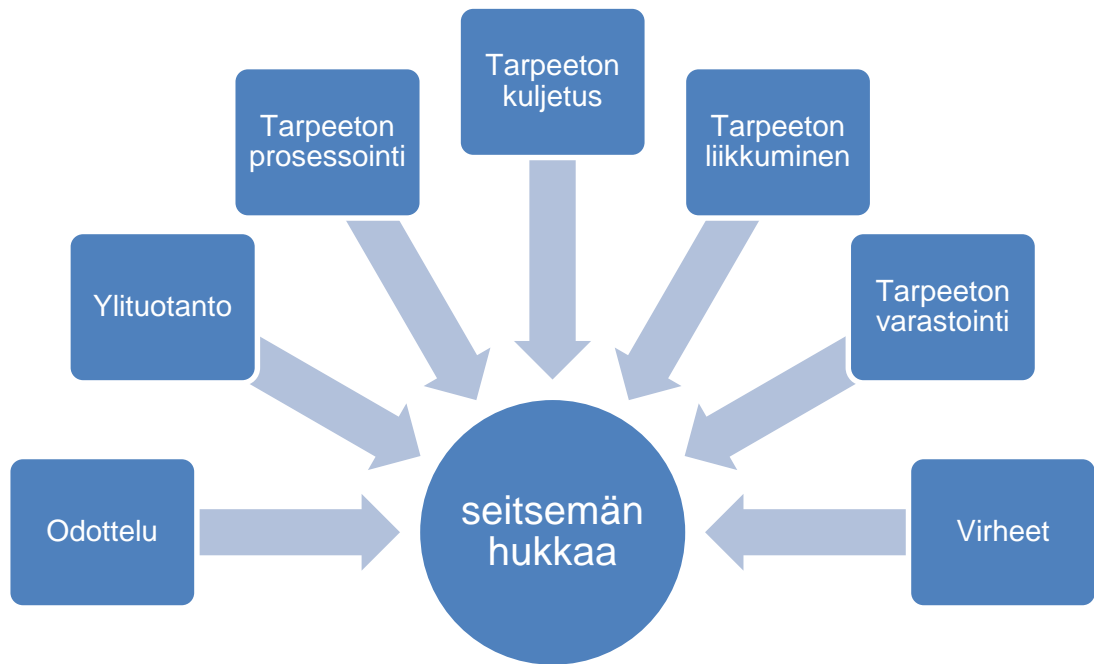 Tarpeeton
kuljetus
Tarpeeton
prosessointi
Tarpeeton
liikkuminen
Ylituotanto
Tarpeeton
varastointi
Odottelu
seitsemän
hukkaa
Virheet